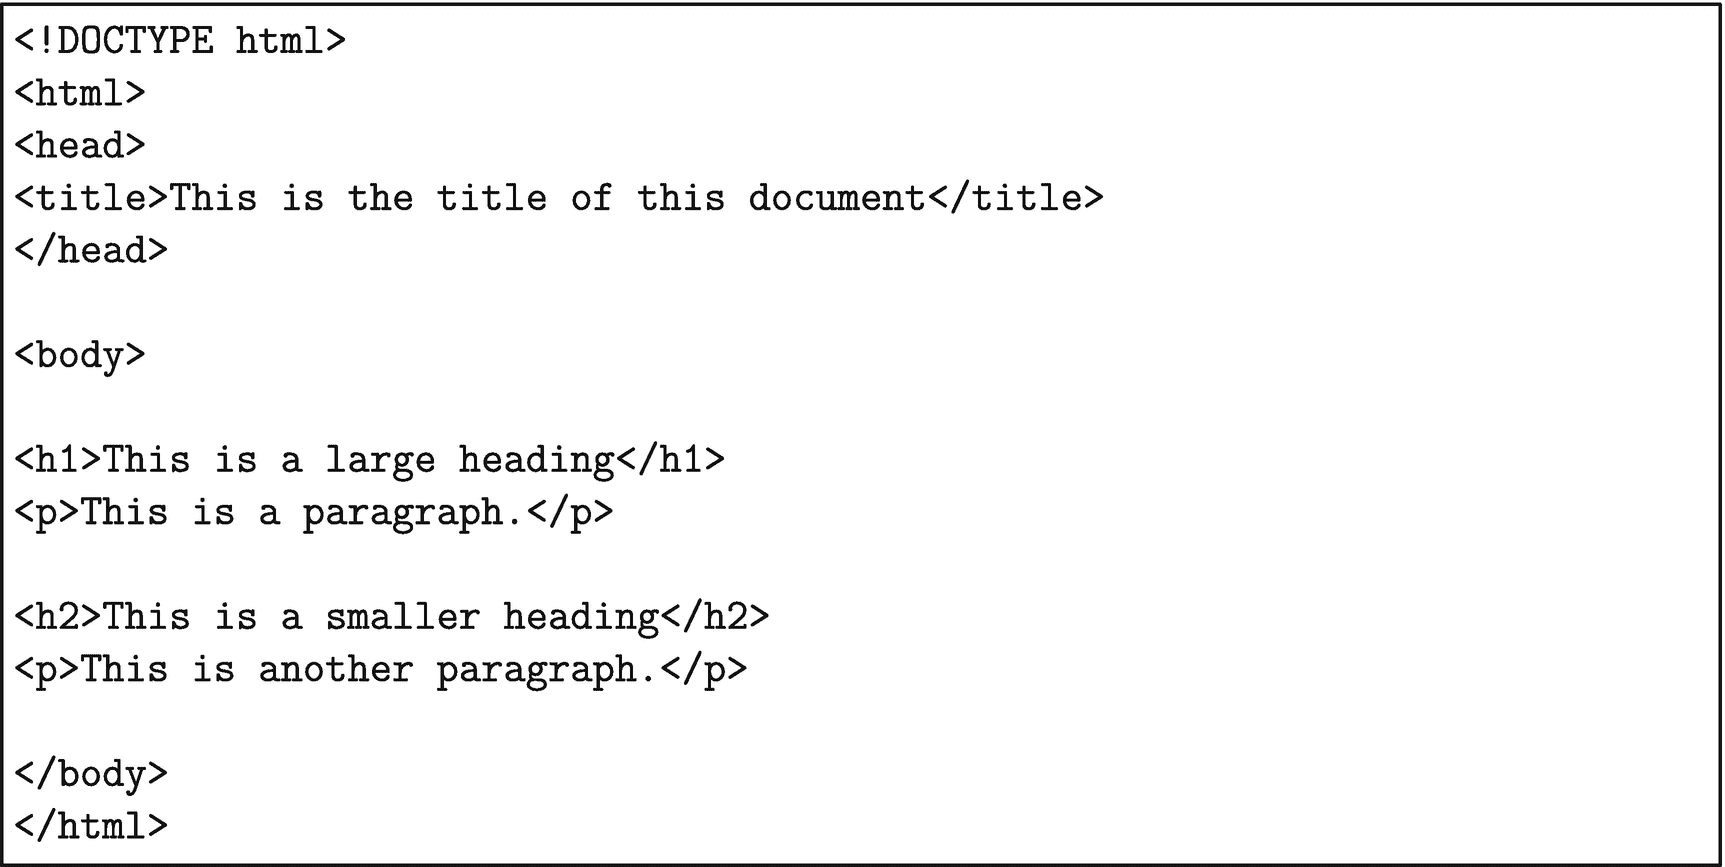 <!DOCTYPE html>
<html>
<head>
<title>This is the title of this document</title>
</head>
<body>
<h1>This is a large heading</h1>
<p>This is a paragraph.</p>
<h2>This is a smaller heading</h2>
<p>This is another paragraph.</p>
</body>
</html>